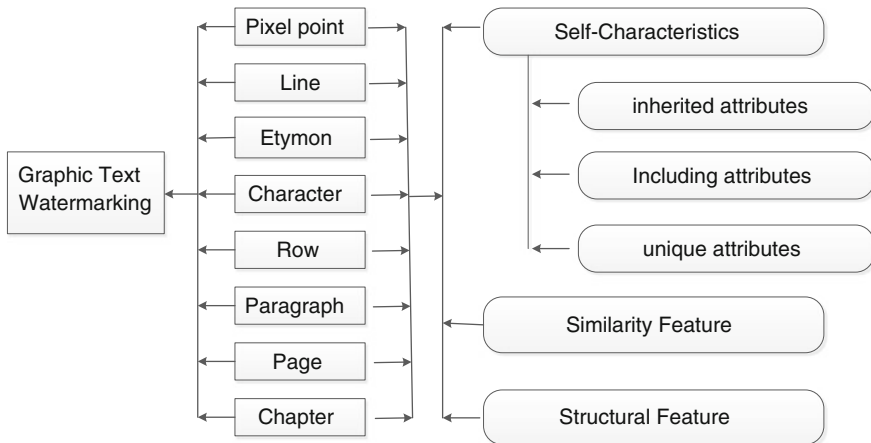 Graphic Text
Watermarking
Pixel point
Line
Etymon
Character
Row
Paragraph
Page
Chapter
Self-Characteristics
inherited attributes
Including attributes
unique attributes
Similarity Feature
Structural Feature